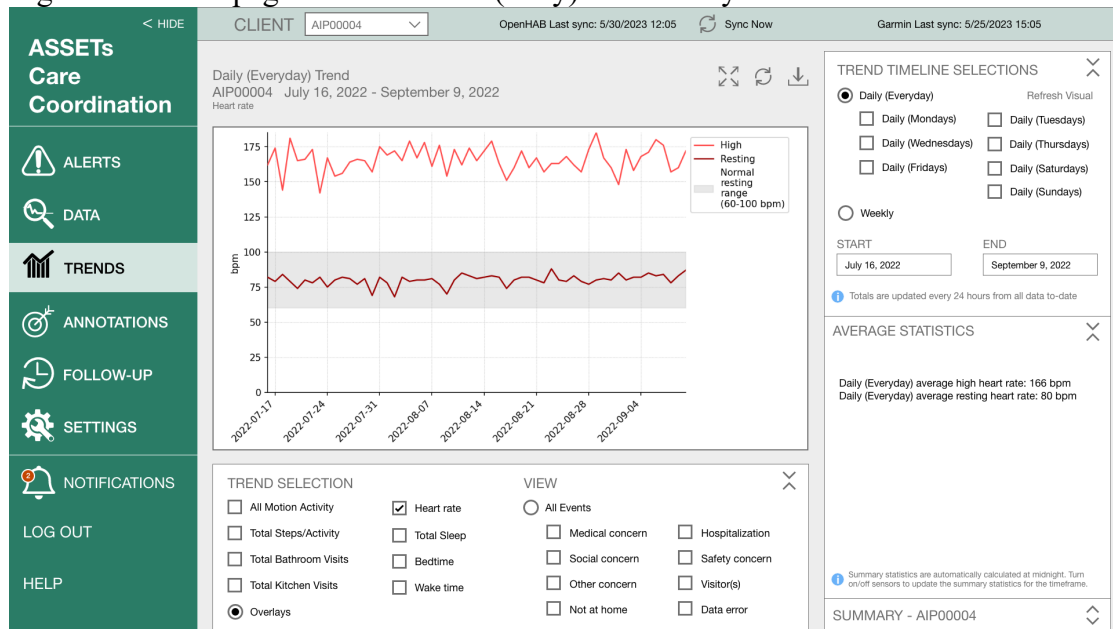 < HIDE
ASSETs
Care
Coordination
ALERTS
DATA
TRENDS
ANNOTATIONS
FOLLOW-UP
SETTINGS
2
NOTIFICATIONS
LOG OUT
HELP
CLIENT AIP00004 OpenHAB Last sync: 5/30/2023 12:05 Sync Now Garmin Last sync: 5/25/2023 15:05
Daily (Everyday) Trend
AIP00004 July 16, 2022 - September 9, 2022
Heart rate
175
150
125
100
75
50
25
0
bpm
2022-07-17 2022-07-24 2022-07-31 2022-08-07 2022-08-14 2022-08-21 2022-08-28 2022-09-04
High
Resting
Normal
resting
range
(60-100 bpm)
TREND SELECTION
All Motion Activity Heart rate
Total Steps/Activity Total Sleep
Total Bathroom Visits Bedtime
Total Kitchen Visits Wake time
Overlays
VIEW
All Events
Medical concern Hospitalization
Social concern Safety concern
Other concern Visitor(s)
Not at home Data error
TREND TIMELINE SELECTIONS
Daily (Everyday) Refresh Visual
Daily (Mondays) Daily (Tuesdays)
Daily (Wednesdays) Daily (Thursdays)
Daily (Fridays) Daily (Saturdays)
Daily (Sundays)
Weekly
START END
July 16, 2022 September 9, 2022
Totals are updated every 24 hours from all data to-date
AVERAGE STATISTICS
Daily (Everyday) average high heart rate: 166 bpm
Daily (Everyday) average resting heart rate: 80 bpm
Summary statistics are automatically calculated at midnight. Turn
on/off sensors to update the summary statistics for the timeframe.
SUMMARY - AIP00004